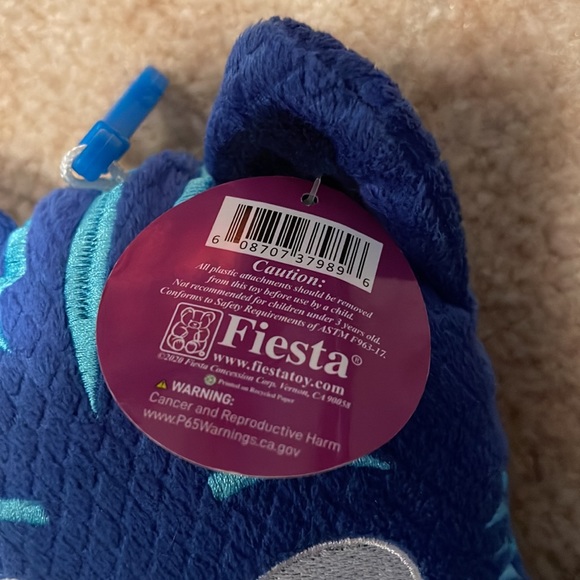 6 08707 37989 6
Caution:
All plastic attachments should be removed
from this toy before use by a child.
Not recommended for children under 3 years old.
Conforms to Safety Requirements of ASTM F963-17.
Fiesta®
www.fiestatoy.com
©2020 Fiesta Concession Corp. Vernon, CA 90058
Printed on Recycled Paper
WARNING:
Cancer and Reproductive Harm
www.P65Warnings.ca.gov